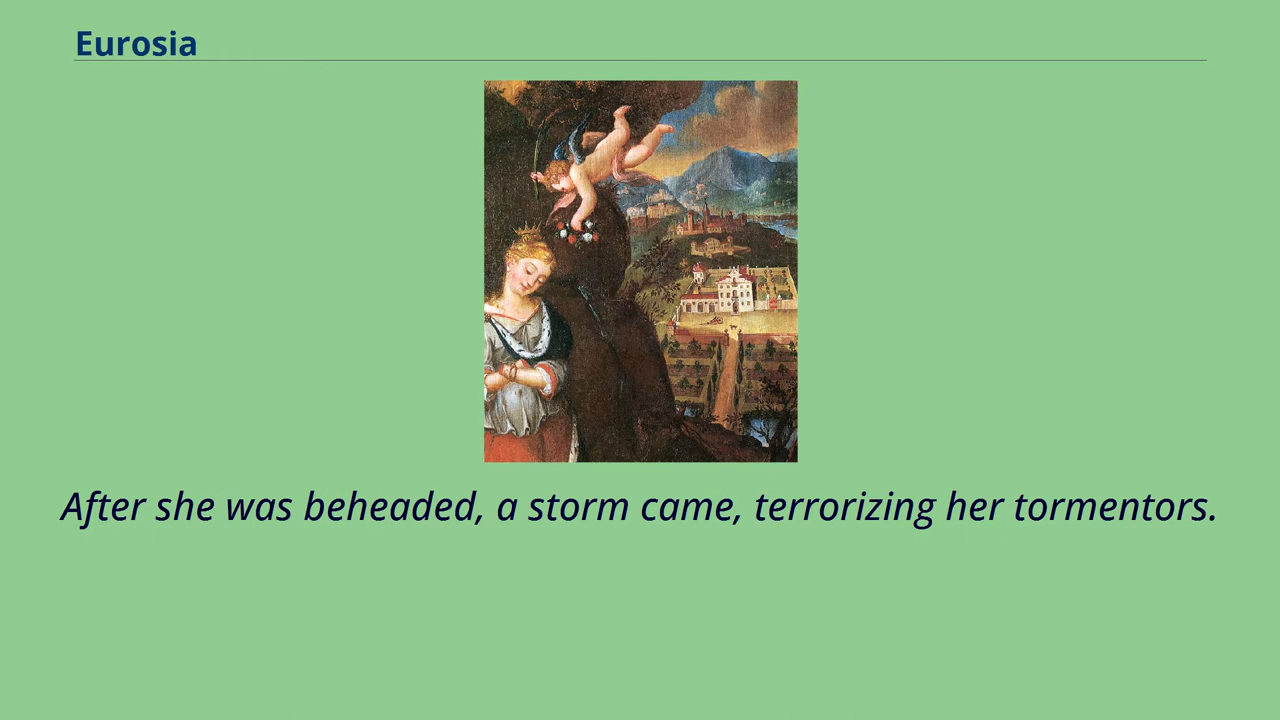 Eurosia
After she was beheaded, a storm came, terrorizing her tormentors.